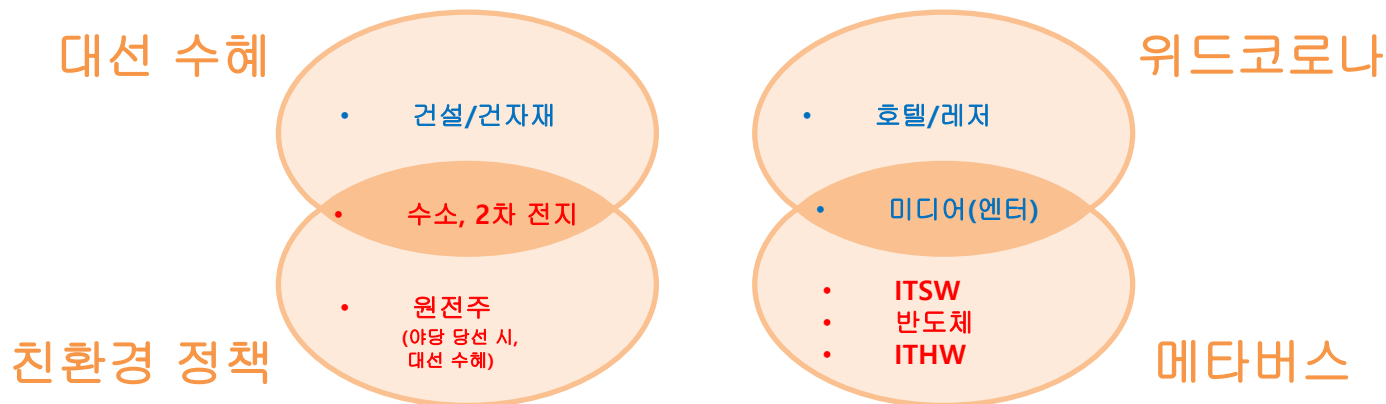 대선 수혜
• 건설/건자재
• 수소, 2차 전지
• 원전주
(야당 당선 시,
대선 수혜)
친환경 정책
위드코로나
• 호텔/레저
• 미디어(엔터)
• ITSW
• 반도체
• ITHW
메타버스